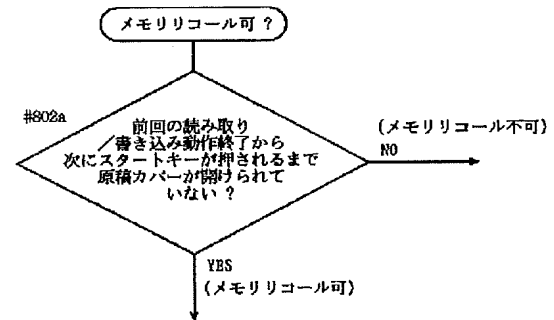 メモリリコール可 ?
#802a
前回の読み取り
/書き込み動作終了から
次にスタートキーが押されるまで
原稿カバーが開けられて
いない ?
(メモリリコール不可)
NO
YES
(メモリリコール可)